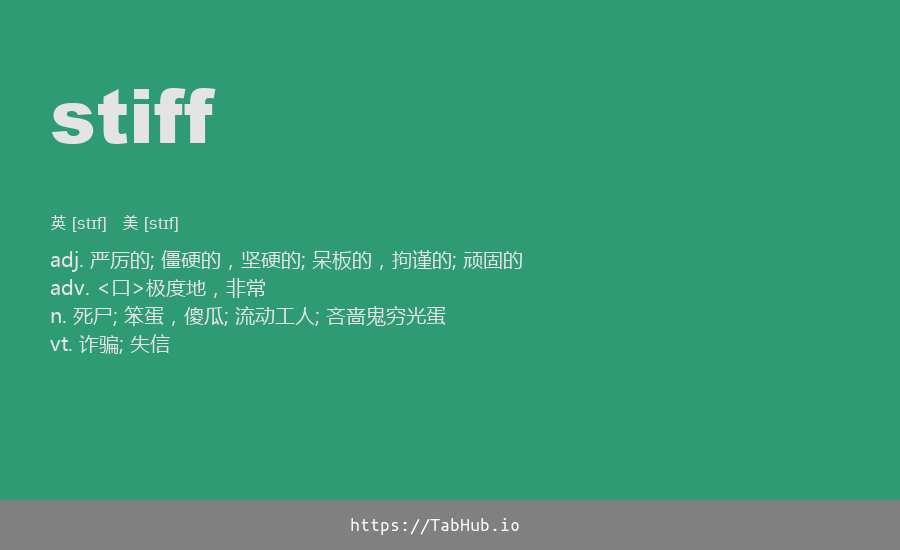 stiff
英 [stɪf] 美 [stɪf]
adj. 严厉的; 僵硬的，坚硬的; 呆板的，拘谨的; 顽固的
adv. <口>极度地，非常
n. 死尸; 笨蛋，傻瓜; 流动工人; 吝啬鬼穷光蛋
vt. 诈骗; 失信
https://TabHub.io